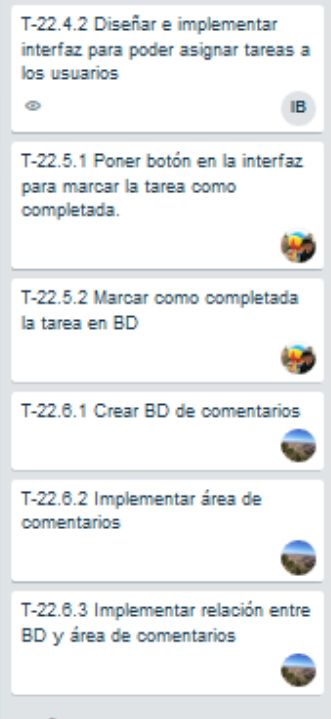 T-22.4.2 Diseñar e implementar
interfaz para poder asignar tareas a
los usuarios
IB
T-22.5.1 Poner botón en la interfaz
para marcar la tarea como
completada.
T-22.5.2 Marcar como completada
la tarea en BD
T-22.6.1 Crear BD de comentarios
T-22.6.2 Implementar área de
comentarios
T-22.6.3 Implementar relación entre
BD y área de comentarios